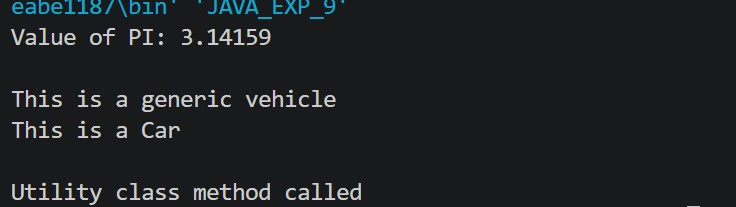 eabe1187\bin' 'JAVA_EXP_9'
Value of PI: 3.14159
This is a generic vehicle
This is a Car
Utility class method called